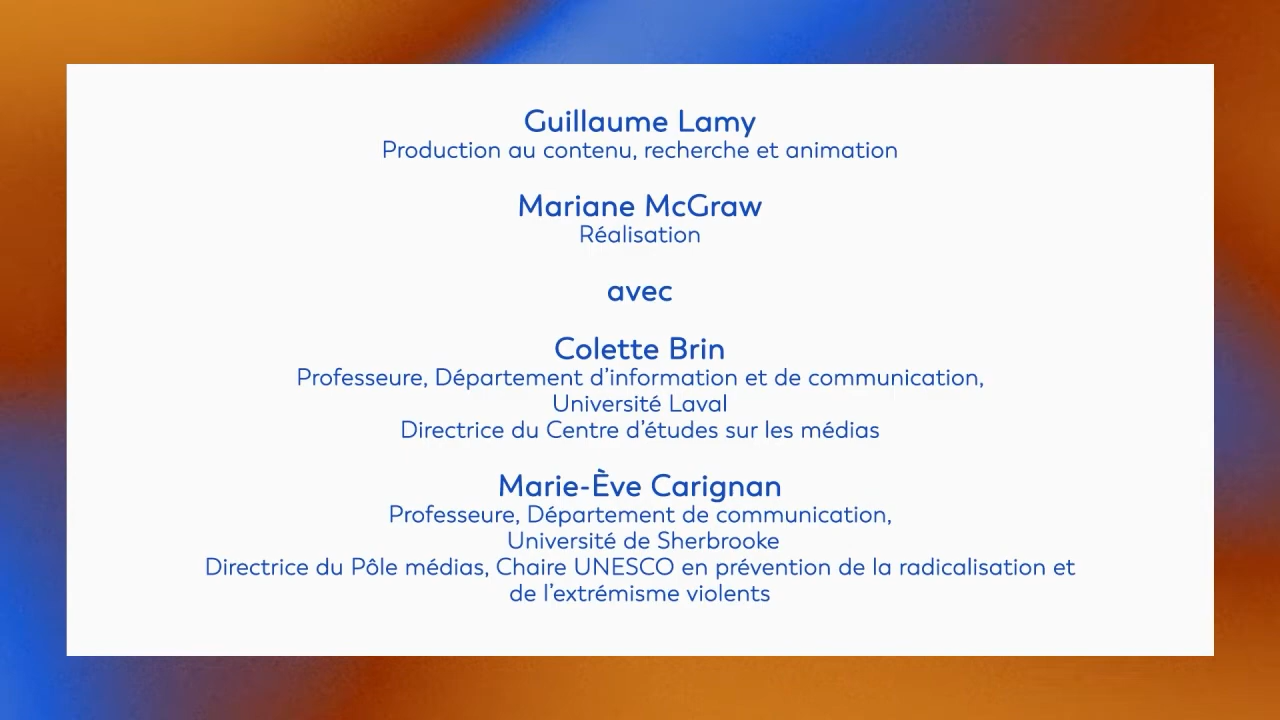 Guillaume Lamy
Production au contenu, recherche et animation
Mariane McGraw
Réalisation
avec
Colette Brin
Professeure, Département d'information et de communication,
Université Laval
Directrice du Centre d'études sur les médias
Marie-Ève Carignan
Professeure, Département de communication,
Université de Sherbrooke
Directrice du Pôle médias, Chaire UNESCO en prévention de la radicalisation et
de l'extrémisme violents